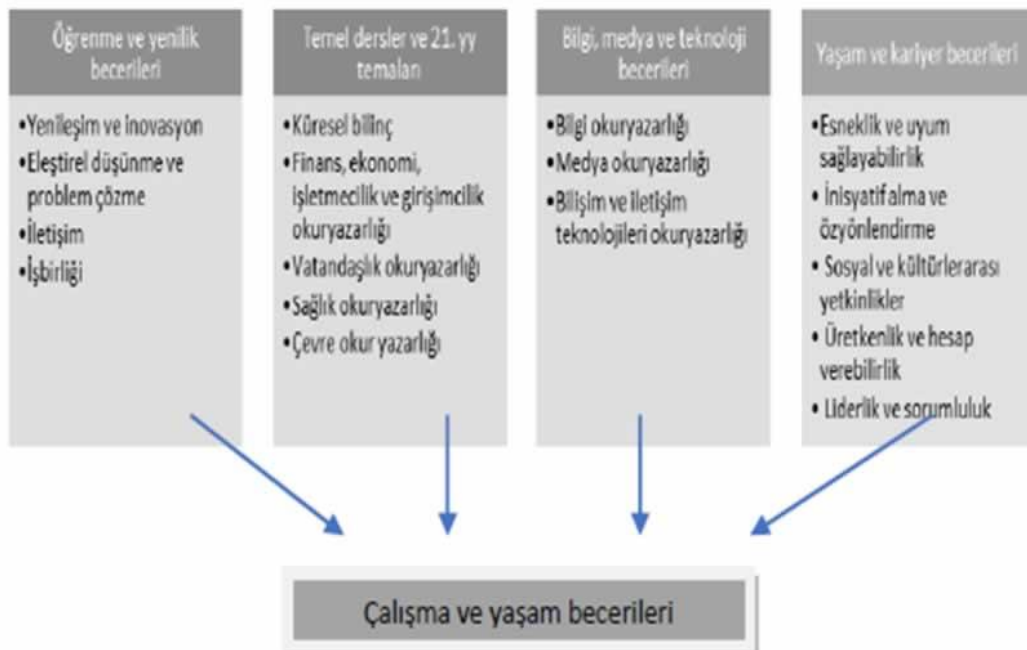 Öğrenme ve yenilik
becerileri
•Yenileşim ve inovasyon
•Eleştirel düşünme ve
problem çözme
•İletişim
•İşbirliği
Temel dersler ve 21. yy
temaları
•Küresel bilinç
•Finans, ekonomi,
işletmecilik ve girişimcilik
okuryazarlığı
•Vatandaşlık okuryazarlığı
•Sağlık okuryazarlığı
•Çevre okur yazarlığı
Bilgi, medya ve teknoloji
becerileri
•Bilgi okuryazarlığı
•Medya okuryazarlığı
•Bilişim ve iletişim
teknolojileri okuryazarlığı
Yaşam ve kariyer becerileri
•Esneklik ve uyum
sağlayabilirlik
• İnisyatif alma ve
özyönlendirme
• Sosyal ve kültürlerarası
yetkinlikler
• Üretkenlik ve hesap
verebilirlik
• Liderlik ve sorumluluk
Çalışma ve yaşam becerileri